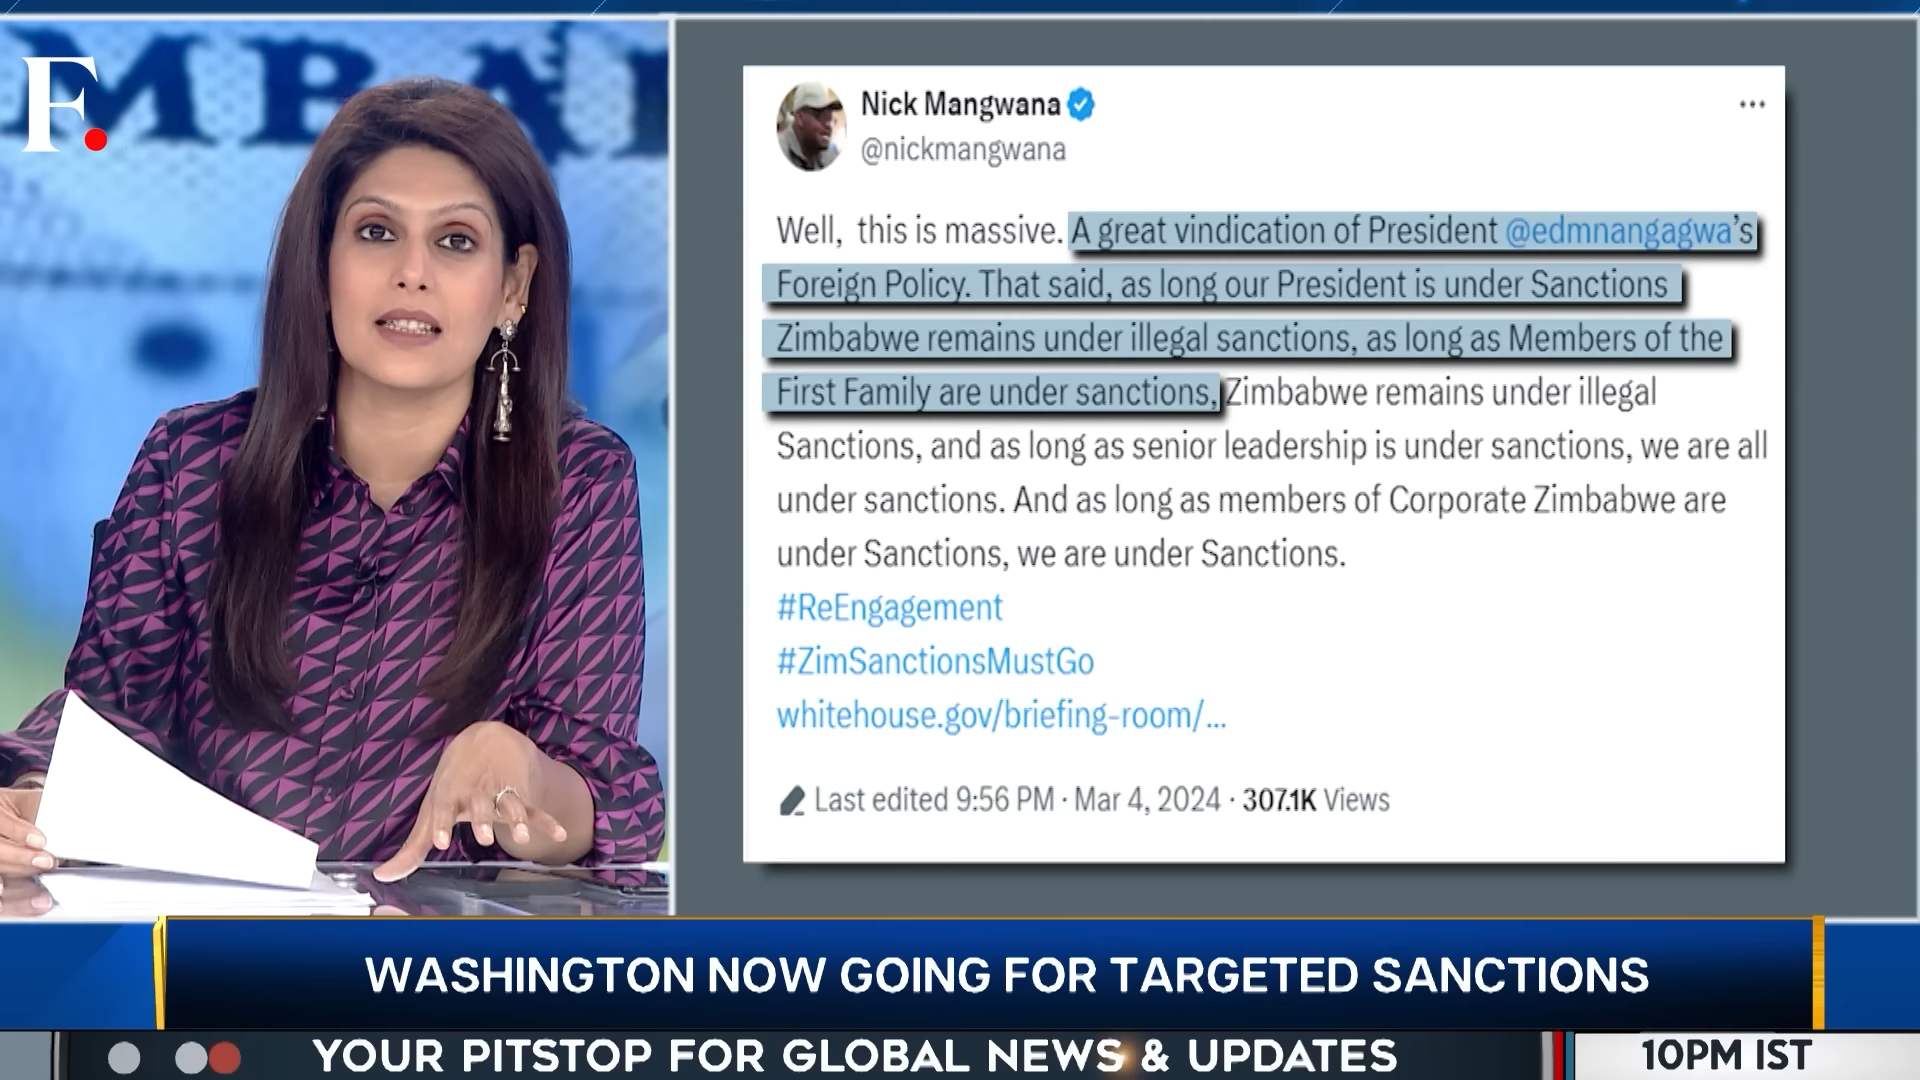 F.
MBA
Nick Mangwana
@nickmangwana
Well, this is massive. A great vindication of President @edmnangagwa's
Foreign Policy. That said, as long our President is under Sanctions
Zimbabwe remains under illegal sanctions, as long as Members of the
First Family are under sanctions, Zimbabwe remains under illegal
Sanctions, and as long as senior leadership is under sanctions, we are all
under sanctions. And as long as members of Corporate Zimbabwe are
under Sanctions, we are under Sanctions.
#ReEngagement
#ZimSanctionsMustGo
whitehouse.gov/briefing-room/...
Last edited 9:56 PM · Mar 4, 2024 · 307.1K Views
WASHINGTON NOW GOING FOR TARGETED SANCTIONS
YOUR PITSTOP FOR GLOBAL NEWS & UPDATES
10PM IST